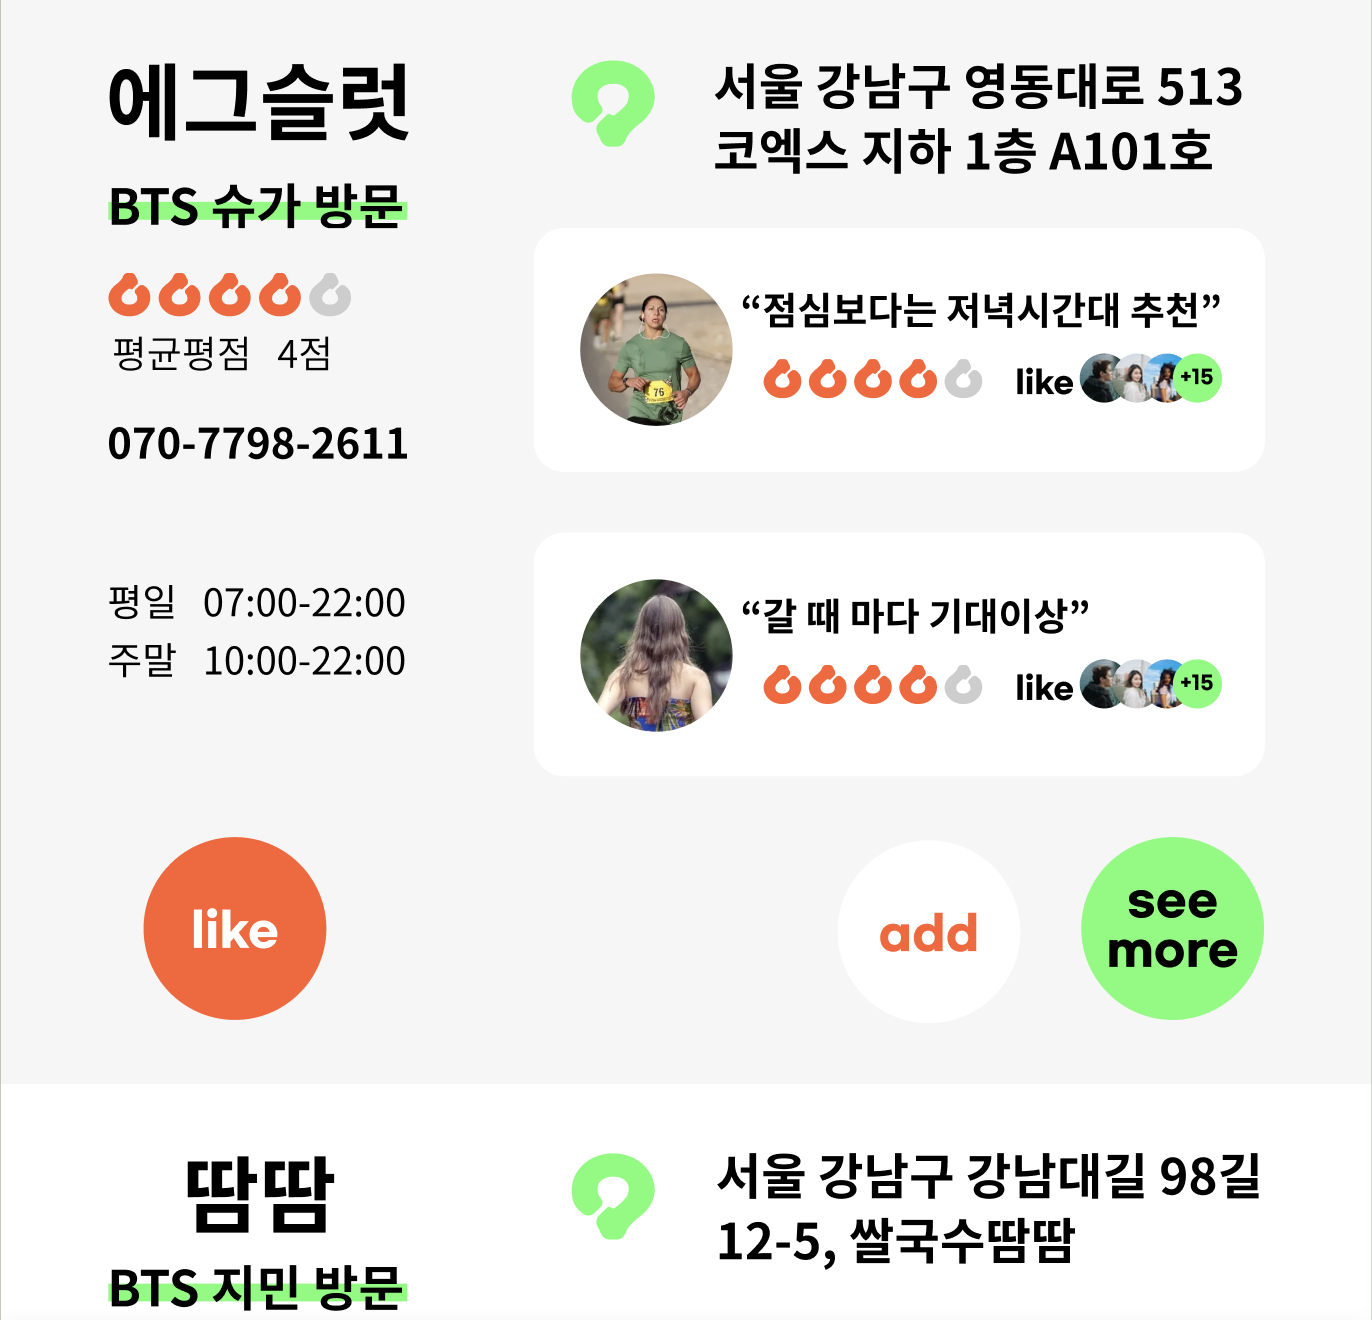 에그슬럿
BTS 슈가 방문
평균평점 4점
070-7798-2611
평일 07:00-22:00
주말 10:00-22:00
서울 강남구 영동대로 513
코엑스 지하 1층 A101호
“점심보다는 저녁시간대 추천”
76
like +15
“갈 때 마다 기대이상”
like +15
like
add
see
more
땀땀
BTS 지민 방문
서울 강남구 강남대길 98길
12-5, 쌀국수땀땀